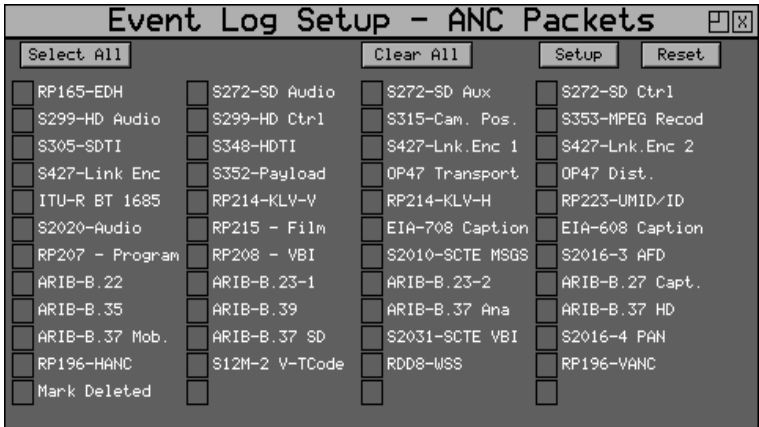 Event Log Setup - ANC Packets
Select All Clear All Setup Reset
RP165-EDH S272-SD Audio S272-SD Aux S272-SD Ctrl
S299-HD Audio S299-HD Ctrl S315-Cam. Pos. S353-MPEG Recod
S305-SDTI S348-HDTI S427-Lnk.Enc 1 S427-Lnk.Enc 2
S427-Link Enc S352-Payload OP47 Transport OP47 Dist.
ITU-R BT 1685 RP214-KLV-V RP214-KLV-H RP223-UMID/ID
S2020-Audio RP215 - Film EIA-708 Caption EIA-608 Caption
RP207 - Program RP208 - VBI S2010-SCTE MSGS S2016-3 AFD
ARIB-B.22 ARIB-B.23-1 ARIB-B.23-2 ARIB-B.27 Capt.
ARIB-B.35 ARIB-B.39 ARIB-B.37 Ana ARIB-B.37 HD
ARIB-B.37 Mob. ARIB-B.37 SD S2031-SCTE VBI S2016-4 PAN
RP196-HANC S12M-2 V-TCode RDD8-WSS RP196-VANC
Mark Deleted